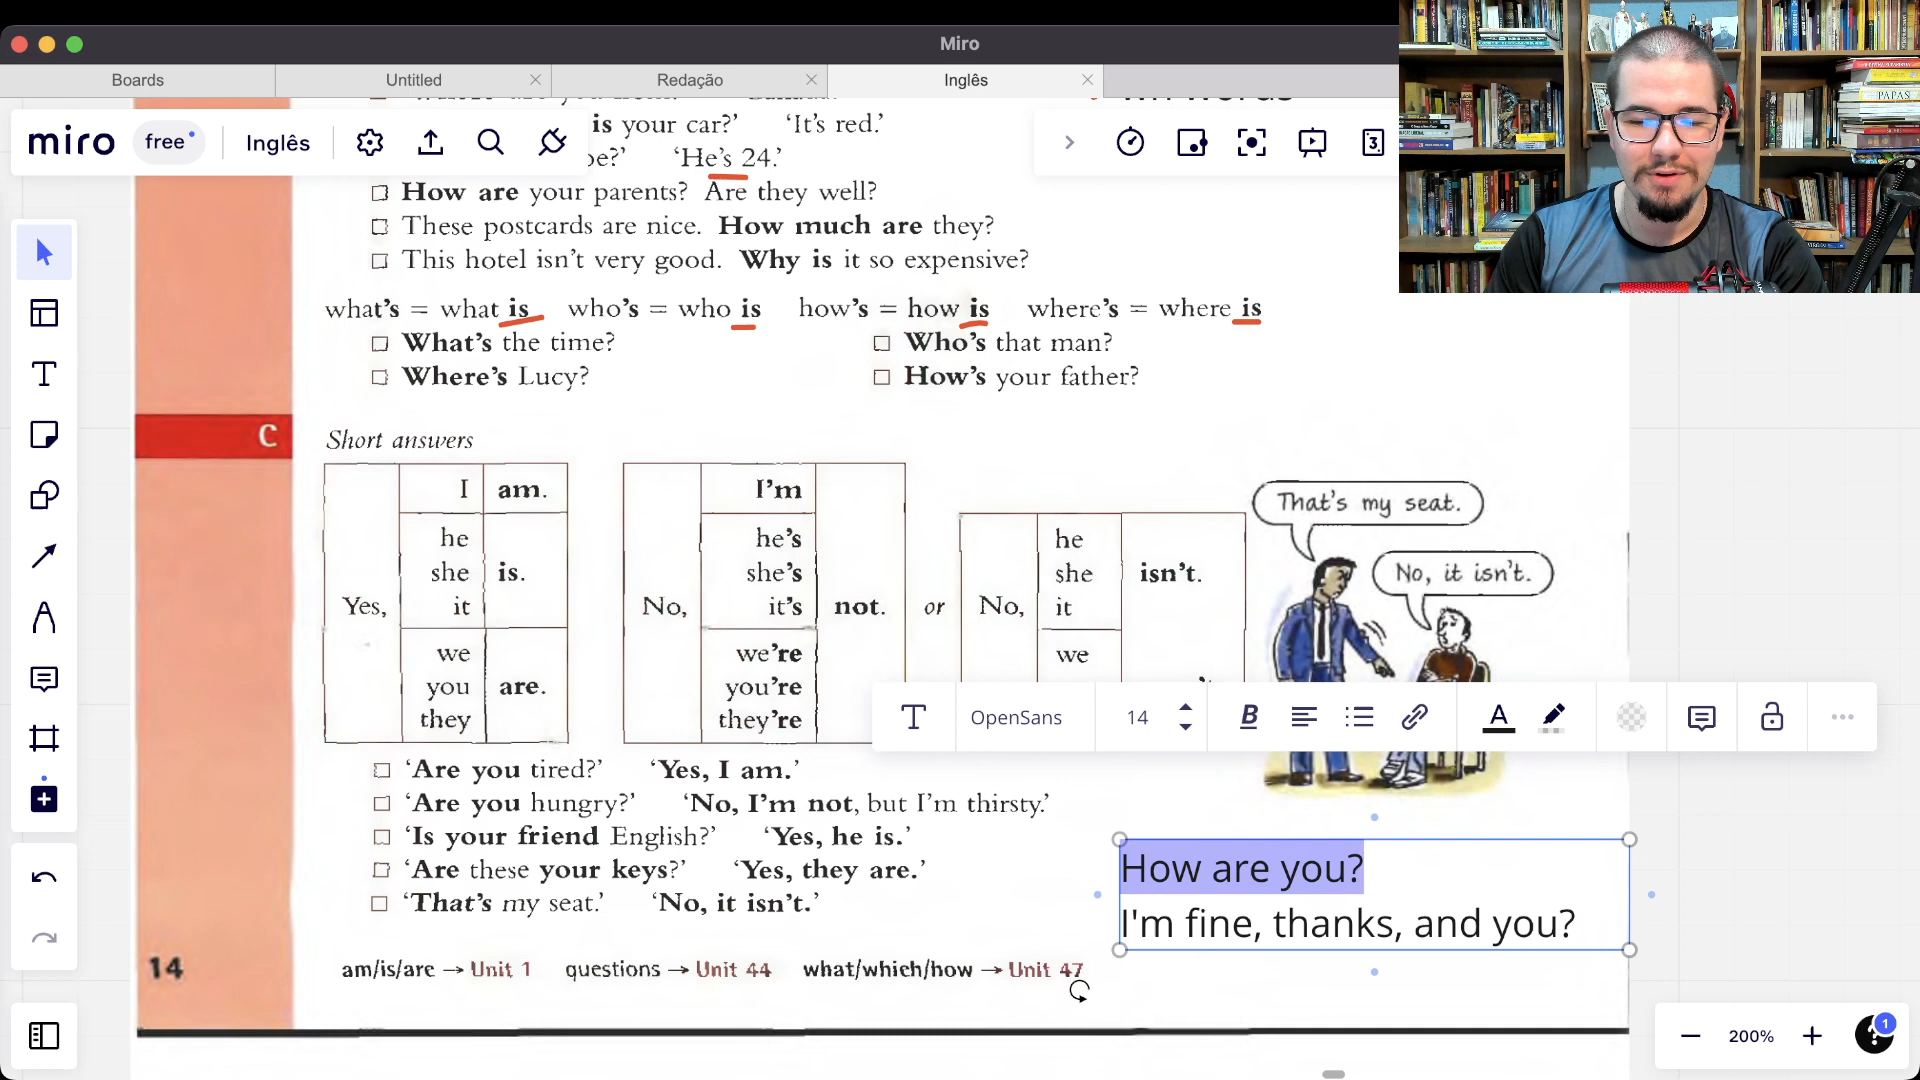 Miro
Boards
Untitled
Redação
Inglês
miro
free
Inglês
is your car?’ ‘It’s red.’
‘He’s 24.’
How are your parents? Are they well?
These postcards are nice. How much are they?
This hotel isn’t very good. Why is it so expensive?
what’s = what is who’s = who is how’s = how is where’s = where is
What’s the time? Who’s that man?
Where’s Lucy? How’s your father?
C
Short answers
I am.
he
she is.
Yes, it
we
you are.
they
I’m
he’s
she’s
No, it’s not.
we’re
you’re
they’re
or
he
she isn’t.
No, it
we
That's my seat.
No, it isn't.
OpenSans
14
B
A
‘Are you tired?’ ‘Yes, I am.’
‘Are you hungry?’ ‘No, I’m not, but I’m thirsty.’
‘Is your friend English?’ ‘Yes, he is.’
‘Are these your keys?’ ‘Yes, they are.’
‘That’s my seat.’ ‘No, it isn’t.’
How are you?
I'm fine, thanks, and you?
14
am/is/are → Unit 1 questions → Unit 44 what/which/how → Unit 47
200%
1
PAPAS